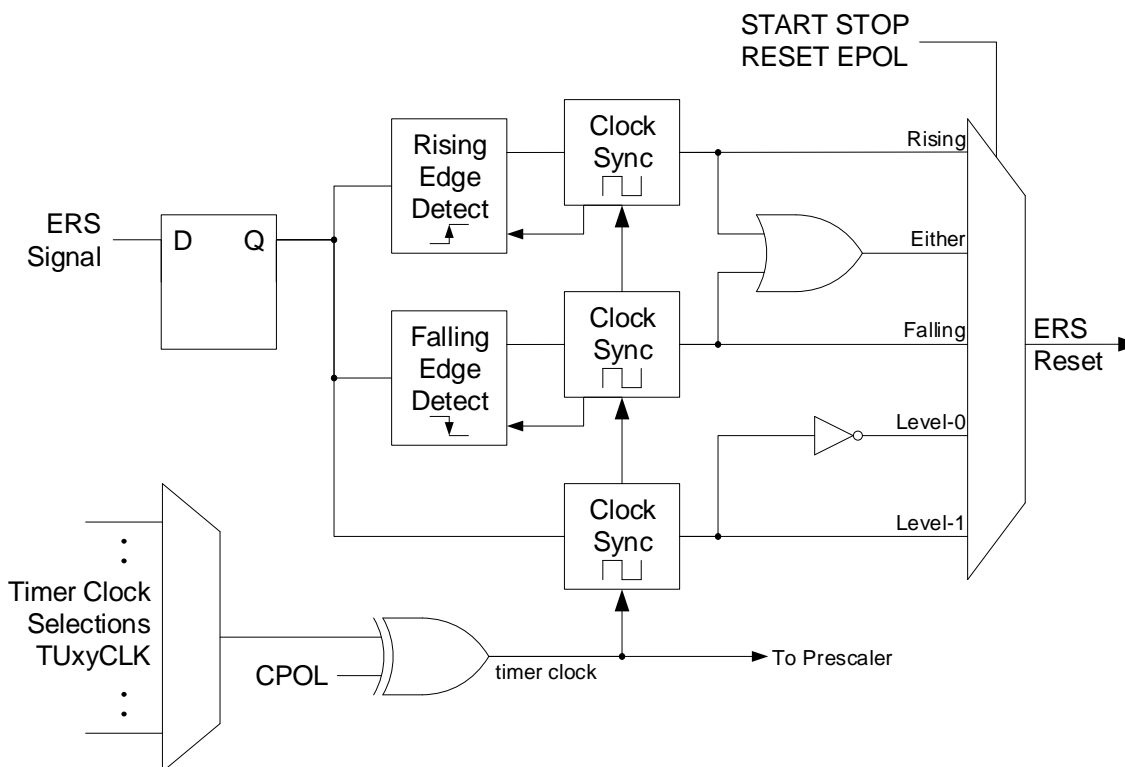 START STOP
RESET EPOL
Rising
Edge
Detect
Clock
Sync
Rising
ERS
Signal
D Q
Either
Falling
Edge
Detect
Clock
Sync
Falling
ERS
Reset
Level-0
Clock
Sync
Level-1
Timer Clock
Selections
TUxyCLK
CPOL
timer clock
To Prescaler